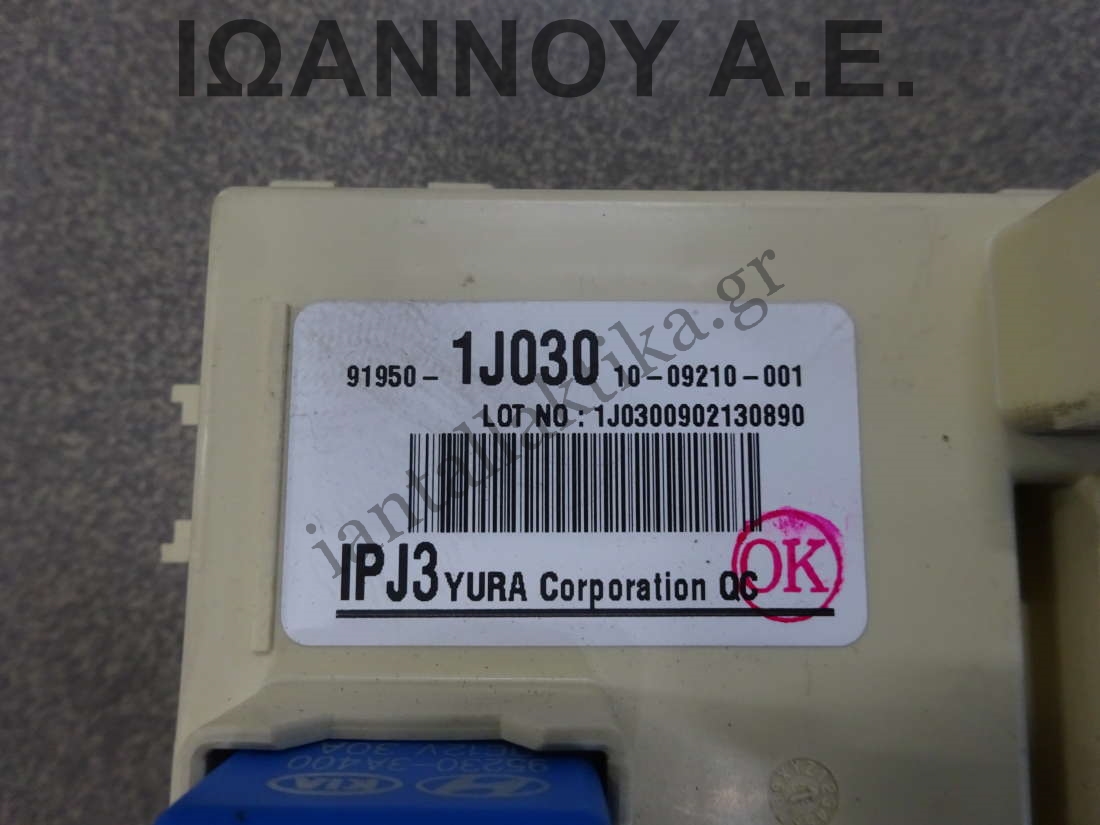 ΙΩΑΝΝΟΥ Α.Ε.
91950- 1J030 10-09210-001
LOT NO : 1J0300902130890
iantallaktika.gr
IPJ3 YURA Corporation QC
OK
95230-3A400
12V 30A
KIA